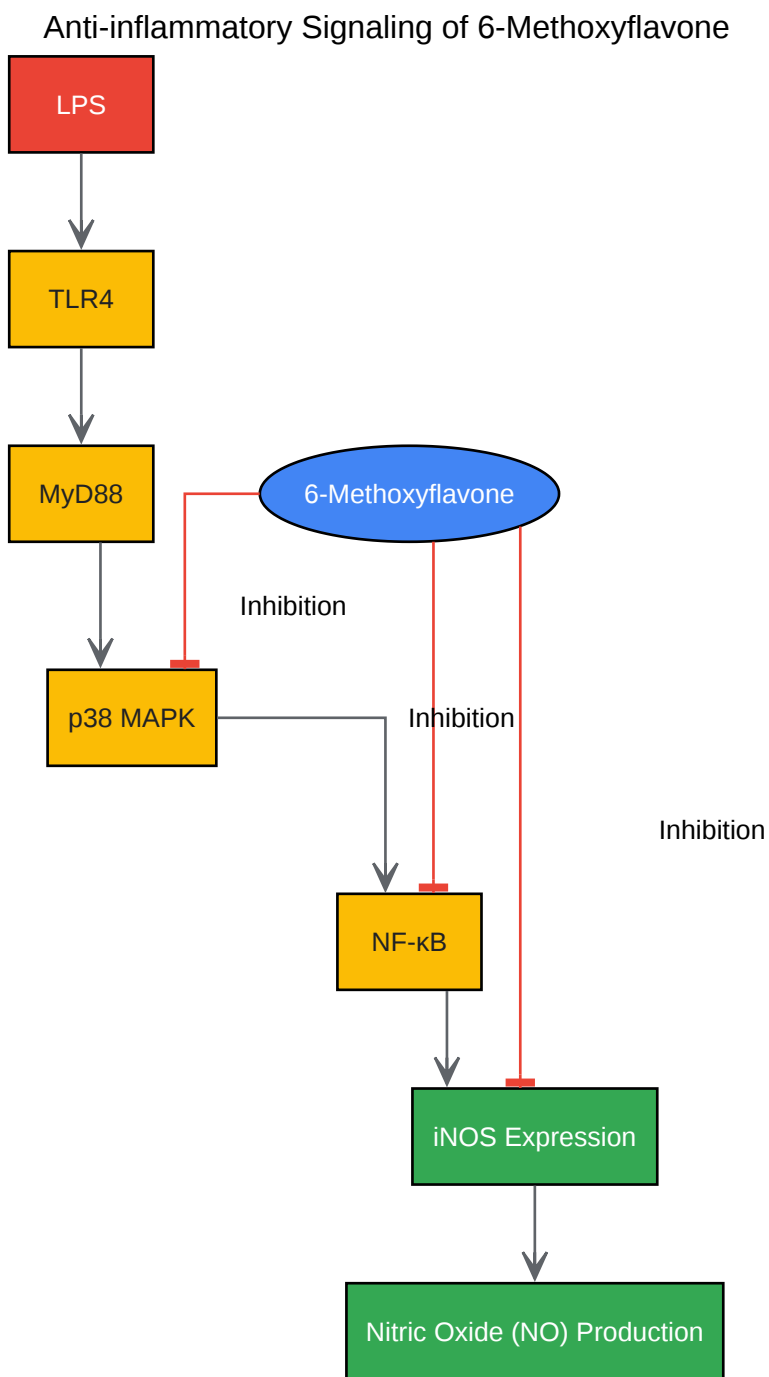 Anti-inflammatory Signaling of 6-Methoxyflavone
LPS
TLR4
MyD88
6-Methoxyflavone
Inhibition
p38 MAPK
Inhibition
Inhibition
NF-κB
iNOS Expression
Nitric Oxide (NO) Production